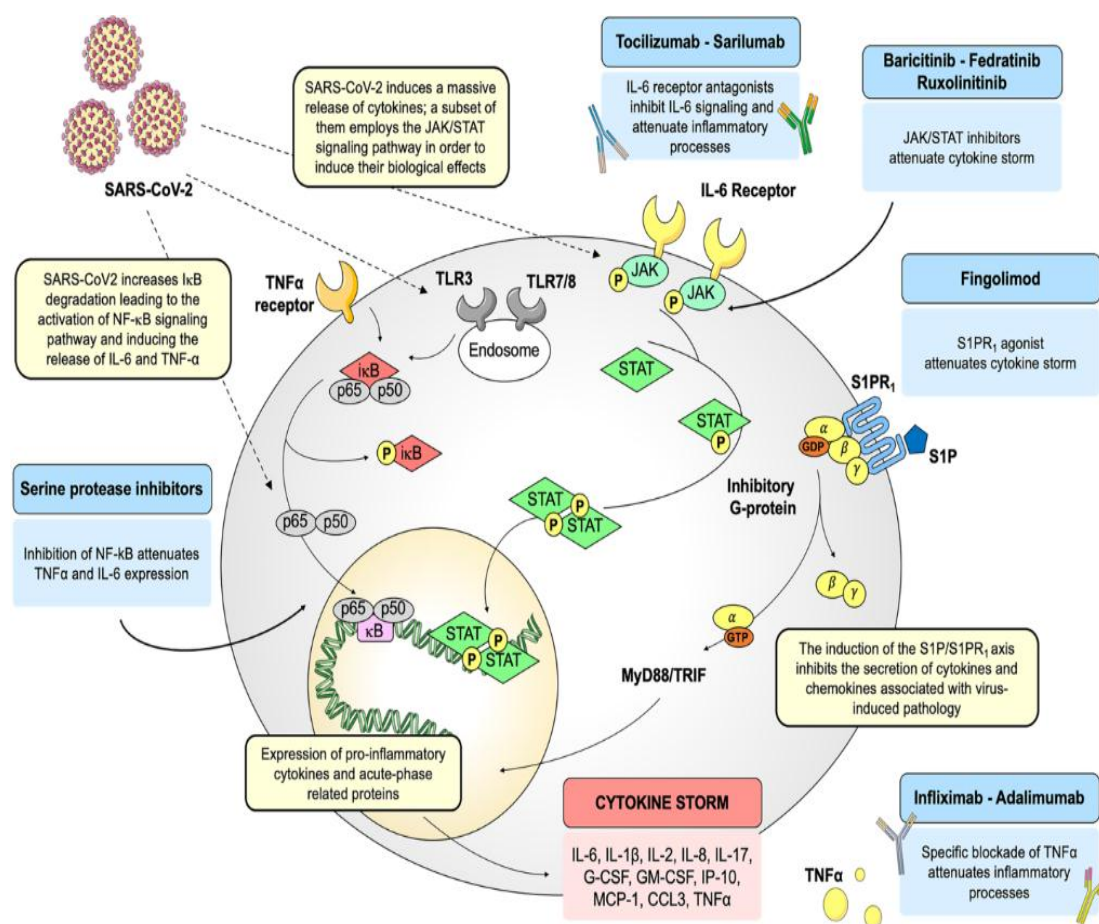 Tocilizumab - Sarilumab
IL-6 receptor antagonists
inhibit IL-6 signaling and
attenuate inflammatory
processes
Baricitinib - Fedratinib
Ruxolinitinib
JAK/STAT inhibitors
attenuate cytokine storm
SARS-CoV-2 induces a massive
release of cytokines; a subset of
them employs the JAK/STAT
signaling pathway in order to
induce their biological effects
SARS-CoV-2
IL-6 Receptor
SARS-CoV2 increases IκB
degradation leading to the
activation of NF-κB signaling
pathway and inducing the
release of IL-6 and TNF-α
TNFα
receptor
TLR3
TLR7/8
Endosome
JAK
P
JAK
P
Fingolimod
S1PR1 agonist
attenuates cytokine storm
iκB
p65
p50
P
iκB
STAT
STAT
P
S1PR1
α
GDP
β
γ
S1P
Inhibitory
G-protein
Serine protease inhibitors
Inhibition of NF-kB attenuates
TNFα and IL-6 expression
p65
p50
STAT
P
P
STAT
β
γ
p65
p50
κB
STAT
P
P
STAT
α
GTP
MyD88/TRIF
The induction of the S1P/S1PR1 axis
inhibits the secretion of cytokines and
chemokines associated with virus-
induced pathology
Expression of pro-inflammatory
cytokines and acute-phase
related proteins
CYTOKINE STORM
IL-6, IL-1β, IL-2, IL-8, IL-17,
G-CSF, GM-CSF, IP-10,
MCP-1, CCL3, TNFα
Infliximab - Adalimumab
Specific blockade of TNFα
attenuates inflammatory
processes
TNFα